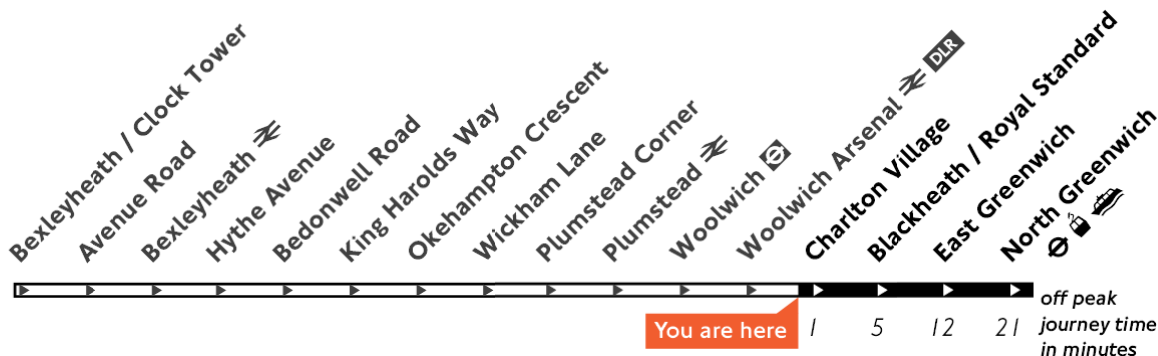 Bexleyheath / Clock Tower
Avenue Road
Bexleyheath
Hythe Avenue
Bedonwell Road
King Harolds Way
Okehampton Crescent
Wickham Lane
Plumstead Corner
Plumstead
Woolwich
Woolwich Arsenal DLR
Charlton Village
Blackheath / Royal Standard
East Greenwich
North Greenwich
You are here
1 5 12 21
off peak
journey time
in minutes